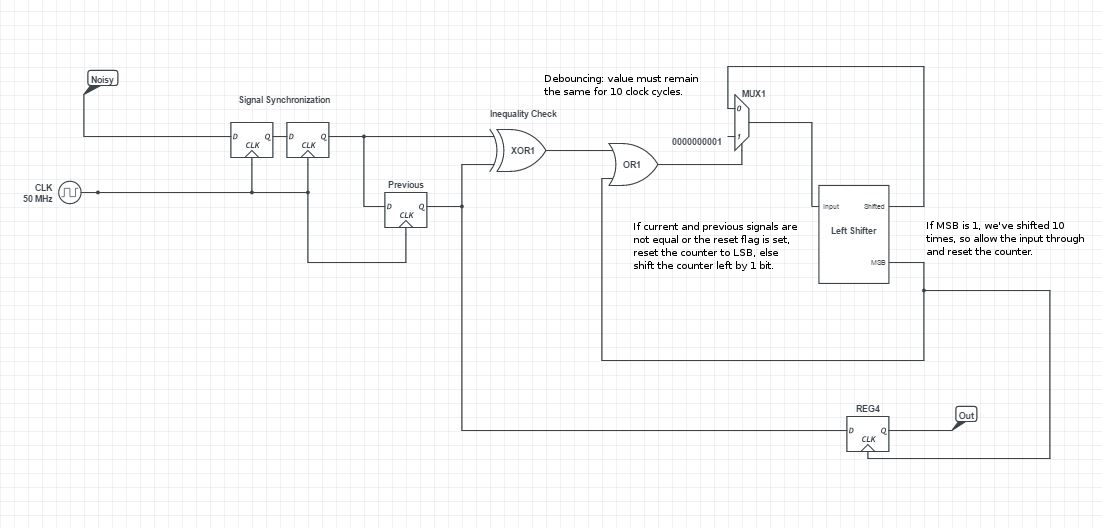 Noisy
Signal Synchronization
D
Q
CLK
D
Q
CLK
CLK
50 MHz
Previous
D
Q
CLK
Inequality Check
XOR1
Debouncing: value must remain
the same for 10 clock cycles.
OR1
MUX1
0
1
0000000001
Input
Shifted
Left Shifter
MSB
If current and previous signals are
not equal or the reset flag is set,
reset the counter to LSB, else
shift the counter left by 1 bit.
If MSB is 1, we've shifted 10
times, so allow the input through
and reset the counter.
REG4
D
Q
CLK
Out